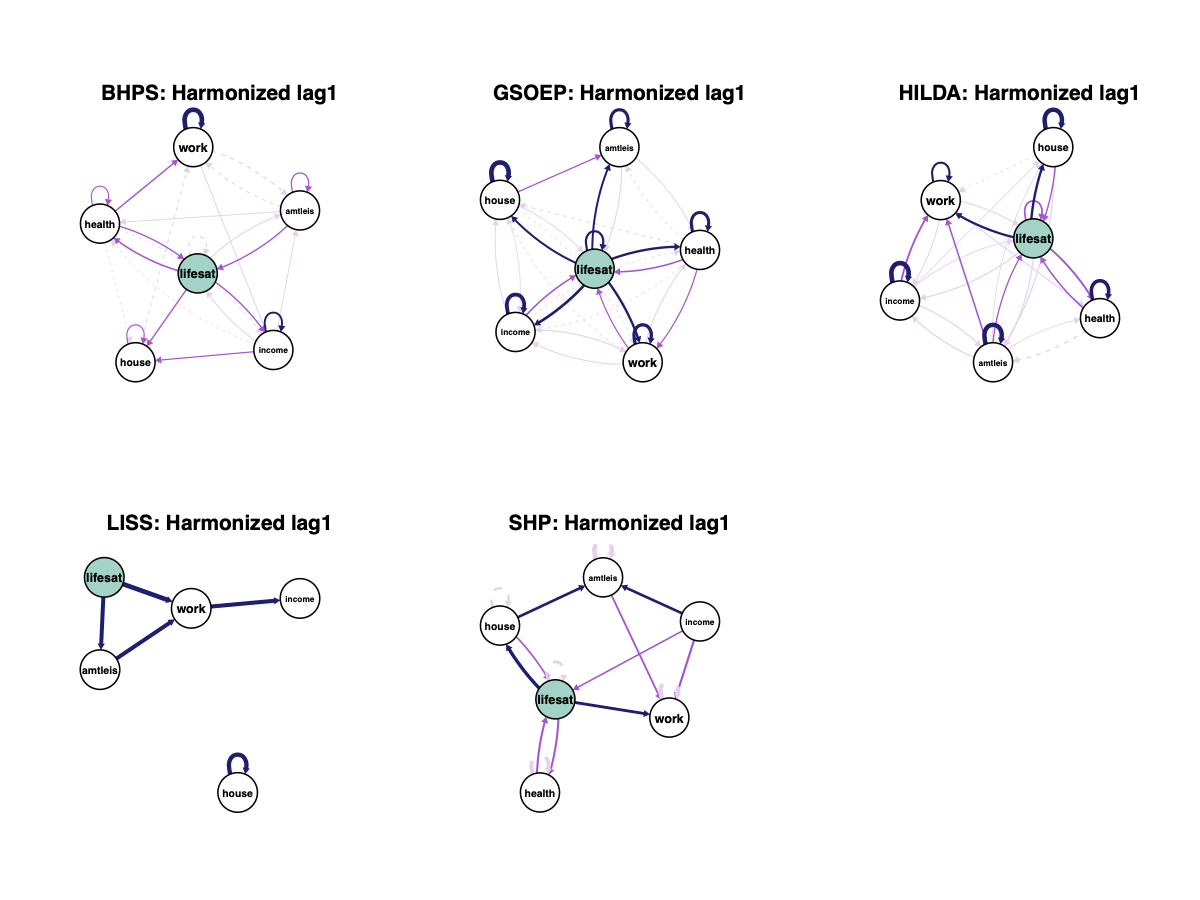 BHPS: Harmonized lag1
work
amtleis
health
lifesat
income
house
GSOEP: Harmonized lag1
amtleis
house
health
lifesat
income
work
HILDA: Harmonized lag1
house
work
lifesat
income
health
amtleis
LISS: Harmonized lag1
lifesat
income
work
amtleis
house
SHP: Harmonized lag1
amtleis
income
house
lifesat
work
health